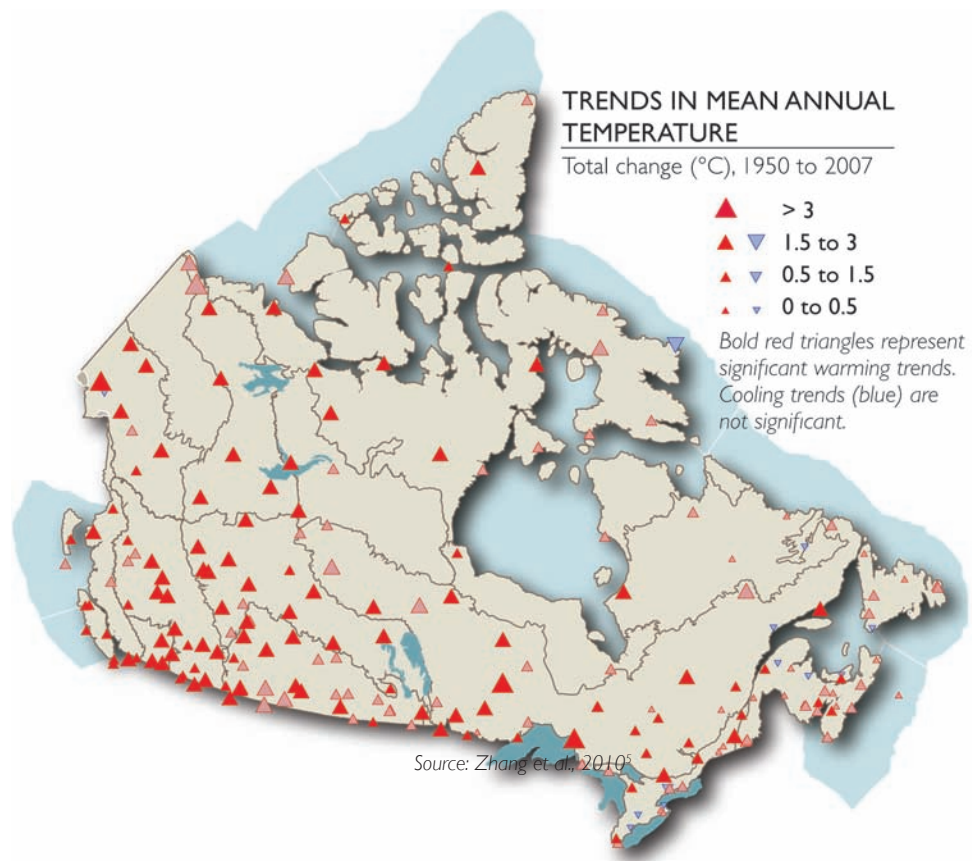 TRENDS IN MEAN ANNUAL
TEMPERATURE
Total change (°C), 1950 to 2007
> 3
1.5 to 3
0.5 to 1.5
0 to 0.5
Bold red triangles represent
significant warming trends.
Cooling trends (blue) are
not significant.
Source: Zhang et al., 2010⁵